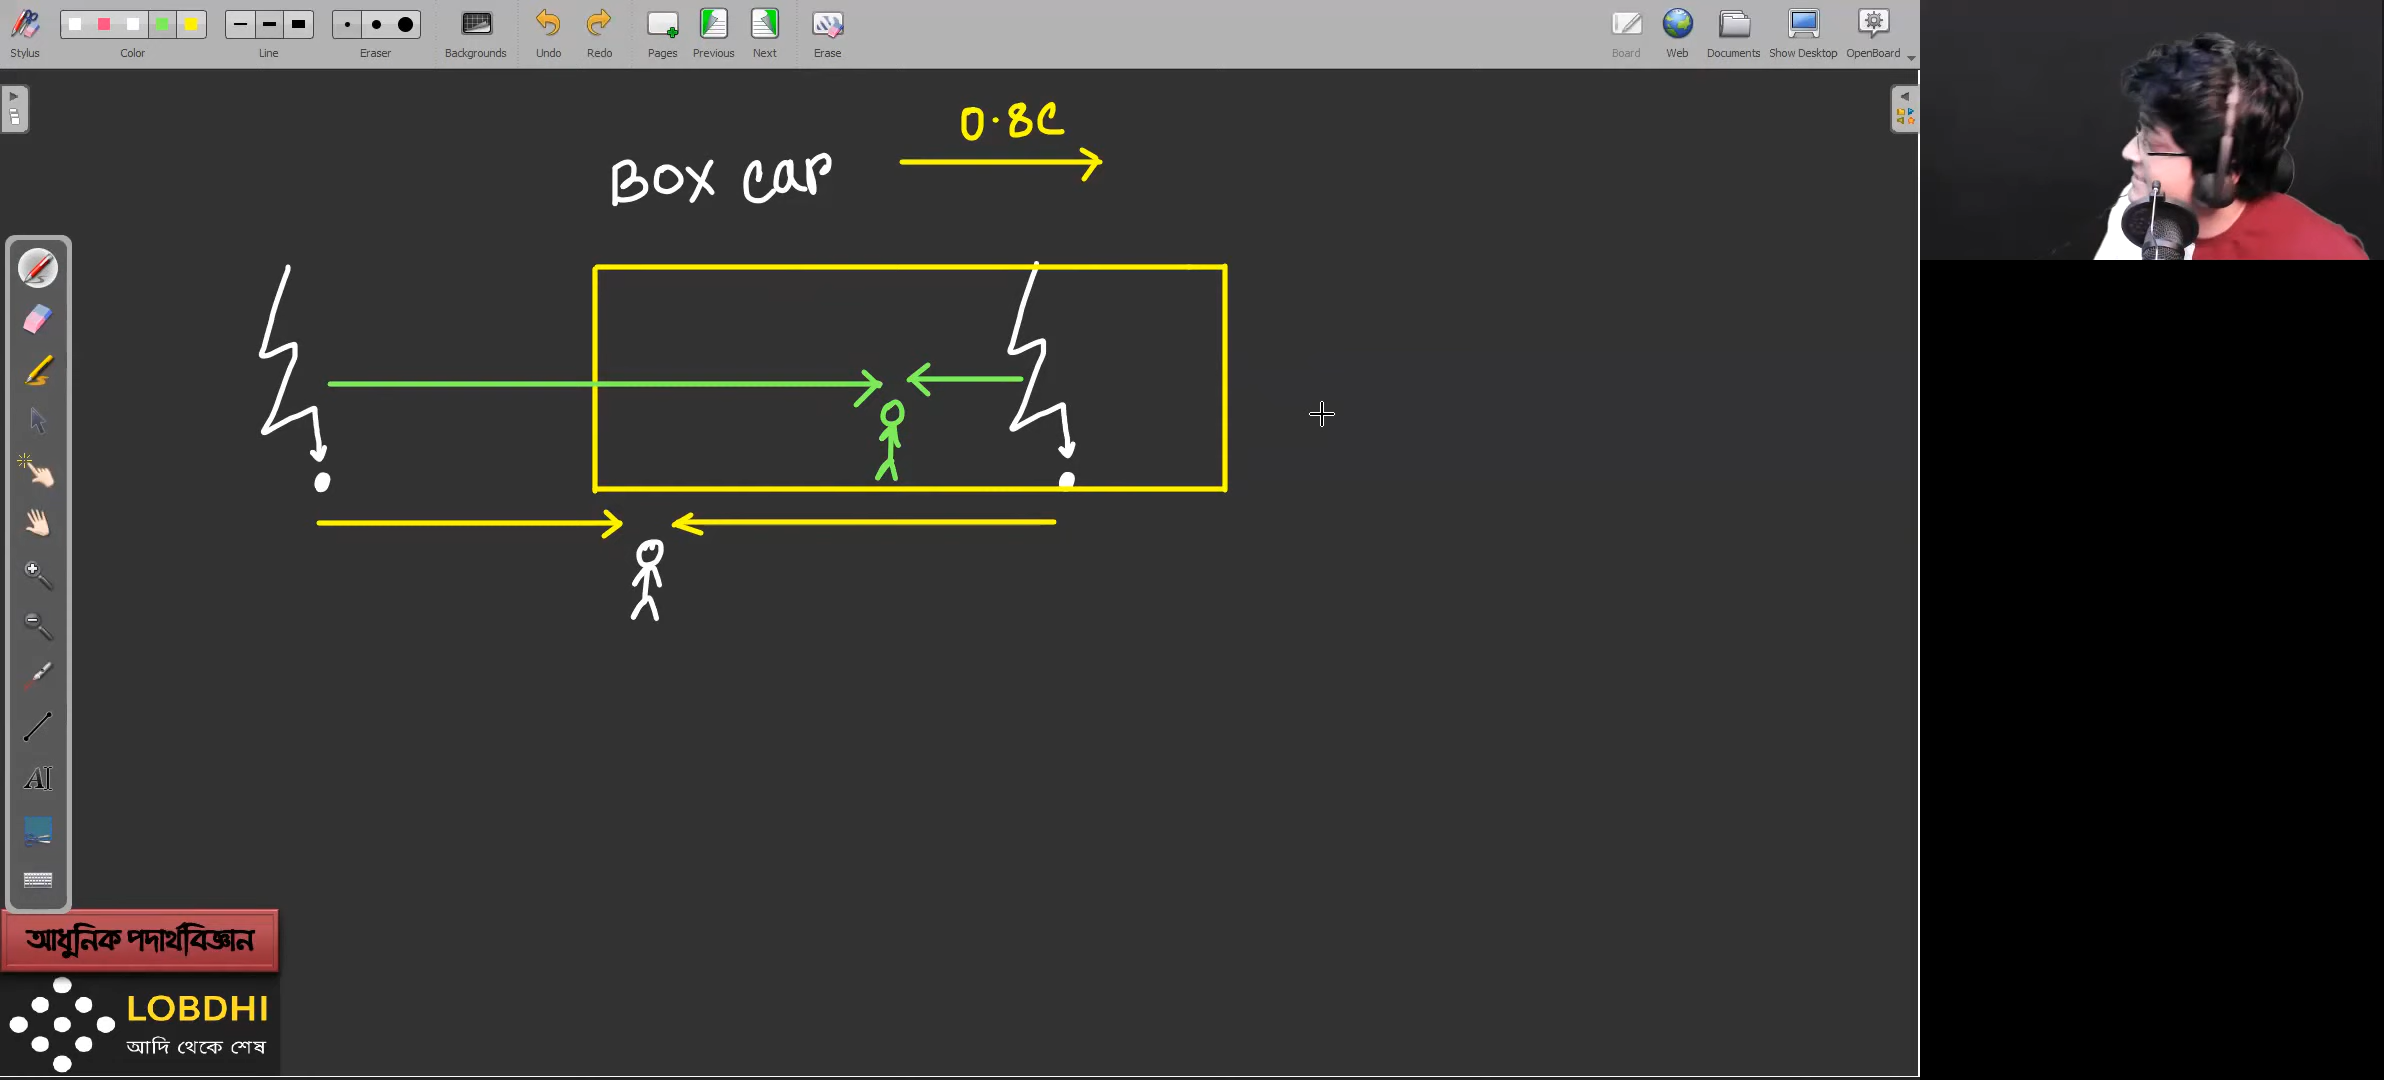 Stylus
Color
Line
Eraser
Backgrounds
Undo
Redo
Pages
Previous
Next
Erase
Board
Web
Documents
Show Desktop
OpenBoard
0.8C
Box car
AI
আধুনিক পদার্থবিজ্ঞান
LOBDHI
আদি থেকে শেষ